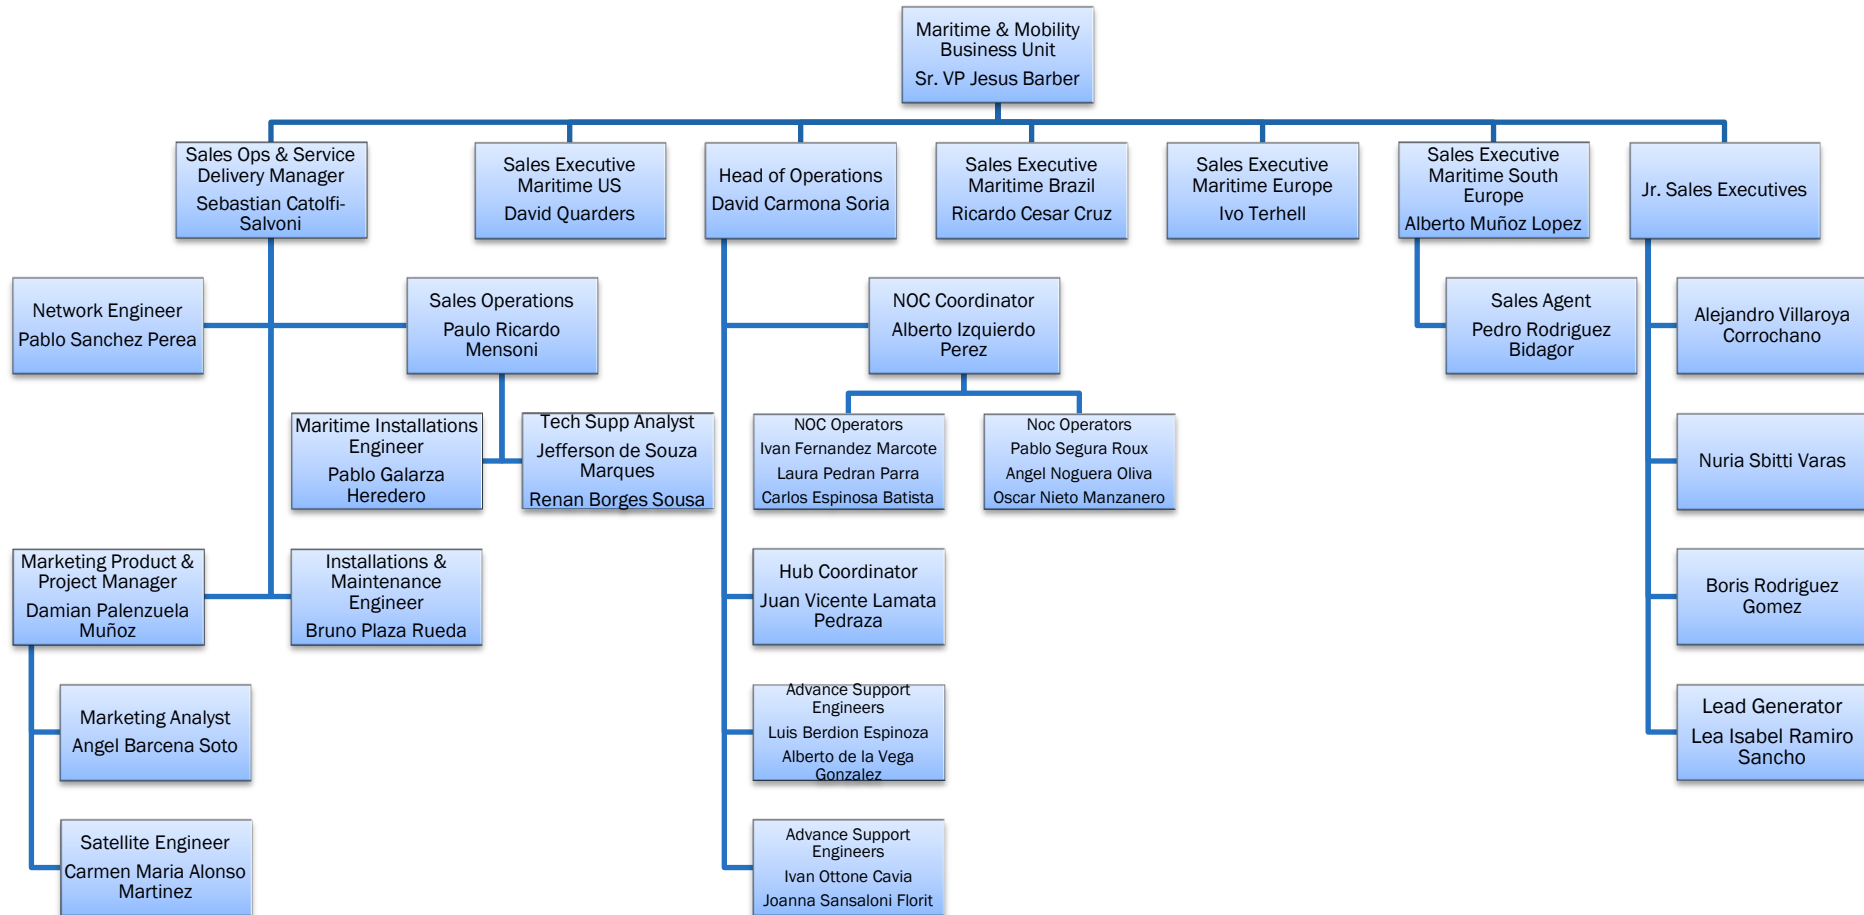 Maritime & Mobility
Business Unit
Sr. VP Jesus Barber
Sales Ops & Service
Delivery Manager
Sebastian Catolfi-
Salvoni
Sales Executive
Maritime US
David Quarders
Head of Operations
David Carmona Soria
Sales Executive
Maritime Brazil
Ricardo Cesar Cruz
Sales Executive
Maritime Europe
Ivo Terhell
Sales Executive
Maritime South
Europe
Alberto Muñoz Lopez
Jr. Sales Executives
Network Engineer
Pablo Sanchez Perea
Sales Operations
Paulo Ricardo
Mensoni
NOC Coordinator
Alberto Izquierdo
Perez
Sales Agent
Pedro Rodriguez
Bidagor
Alejandro Villaroya
Corrochano
Maritime Installations
Engineer
Pablo Galarza
Heredero
Tech Supp Analyst
Jefferson de Souza
Marques
Renan Borges Sousa
NOC Operators
Ivan Fernandez Marcote
Laura Pedran Parra
Carlos Espinosa Batista
Noc Operators
Pablo Segura Roux
Angel Noguera Oliva
Oscar Nieto Manzanero
Nuria Sbitti Varas
Marketing Product &
Project Manager
Damian Palenzuela
Muñoz
Installations &
Maintenance
Engineer
Bruno Plaza Rueda
Hub Coordinator
Juan Vicente Lamata
Pedraza
Boris Rodriguez
Gomez
Marketing Analyst
Angel Barcena Soto
Advance Support
Engineers
Luis Berdion Espinoza
Alberto de la Vega
Gonzalez
Lead Generator
Lea Isabel Ramiro
Sancho
Satellite Engineer
Carmen Maria Alonso
Martinez
Advance Support
Engineers
Ivan Ottone Cavia
Joanna Sansaloni Florit